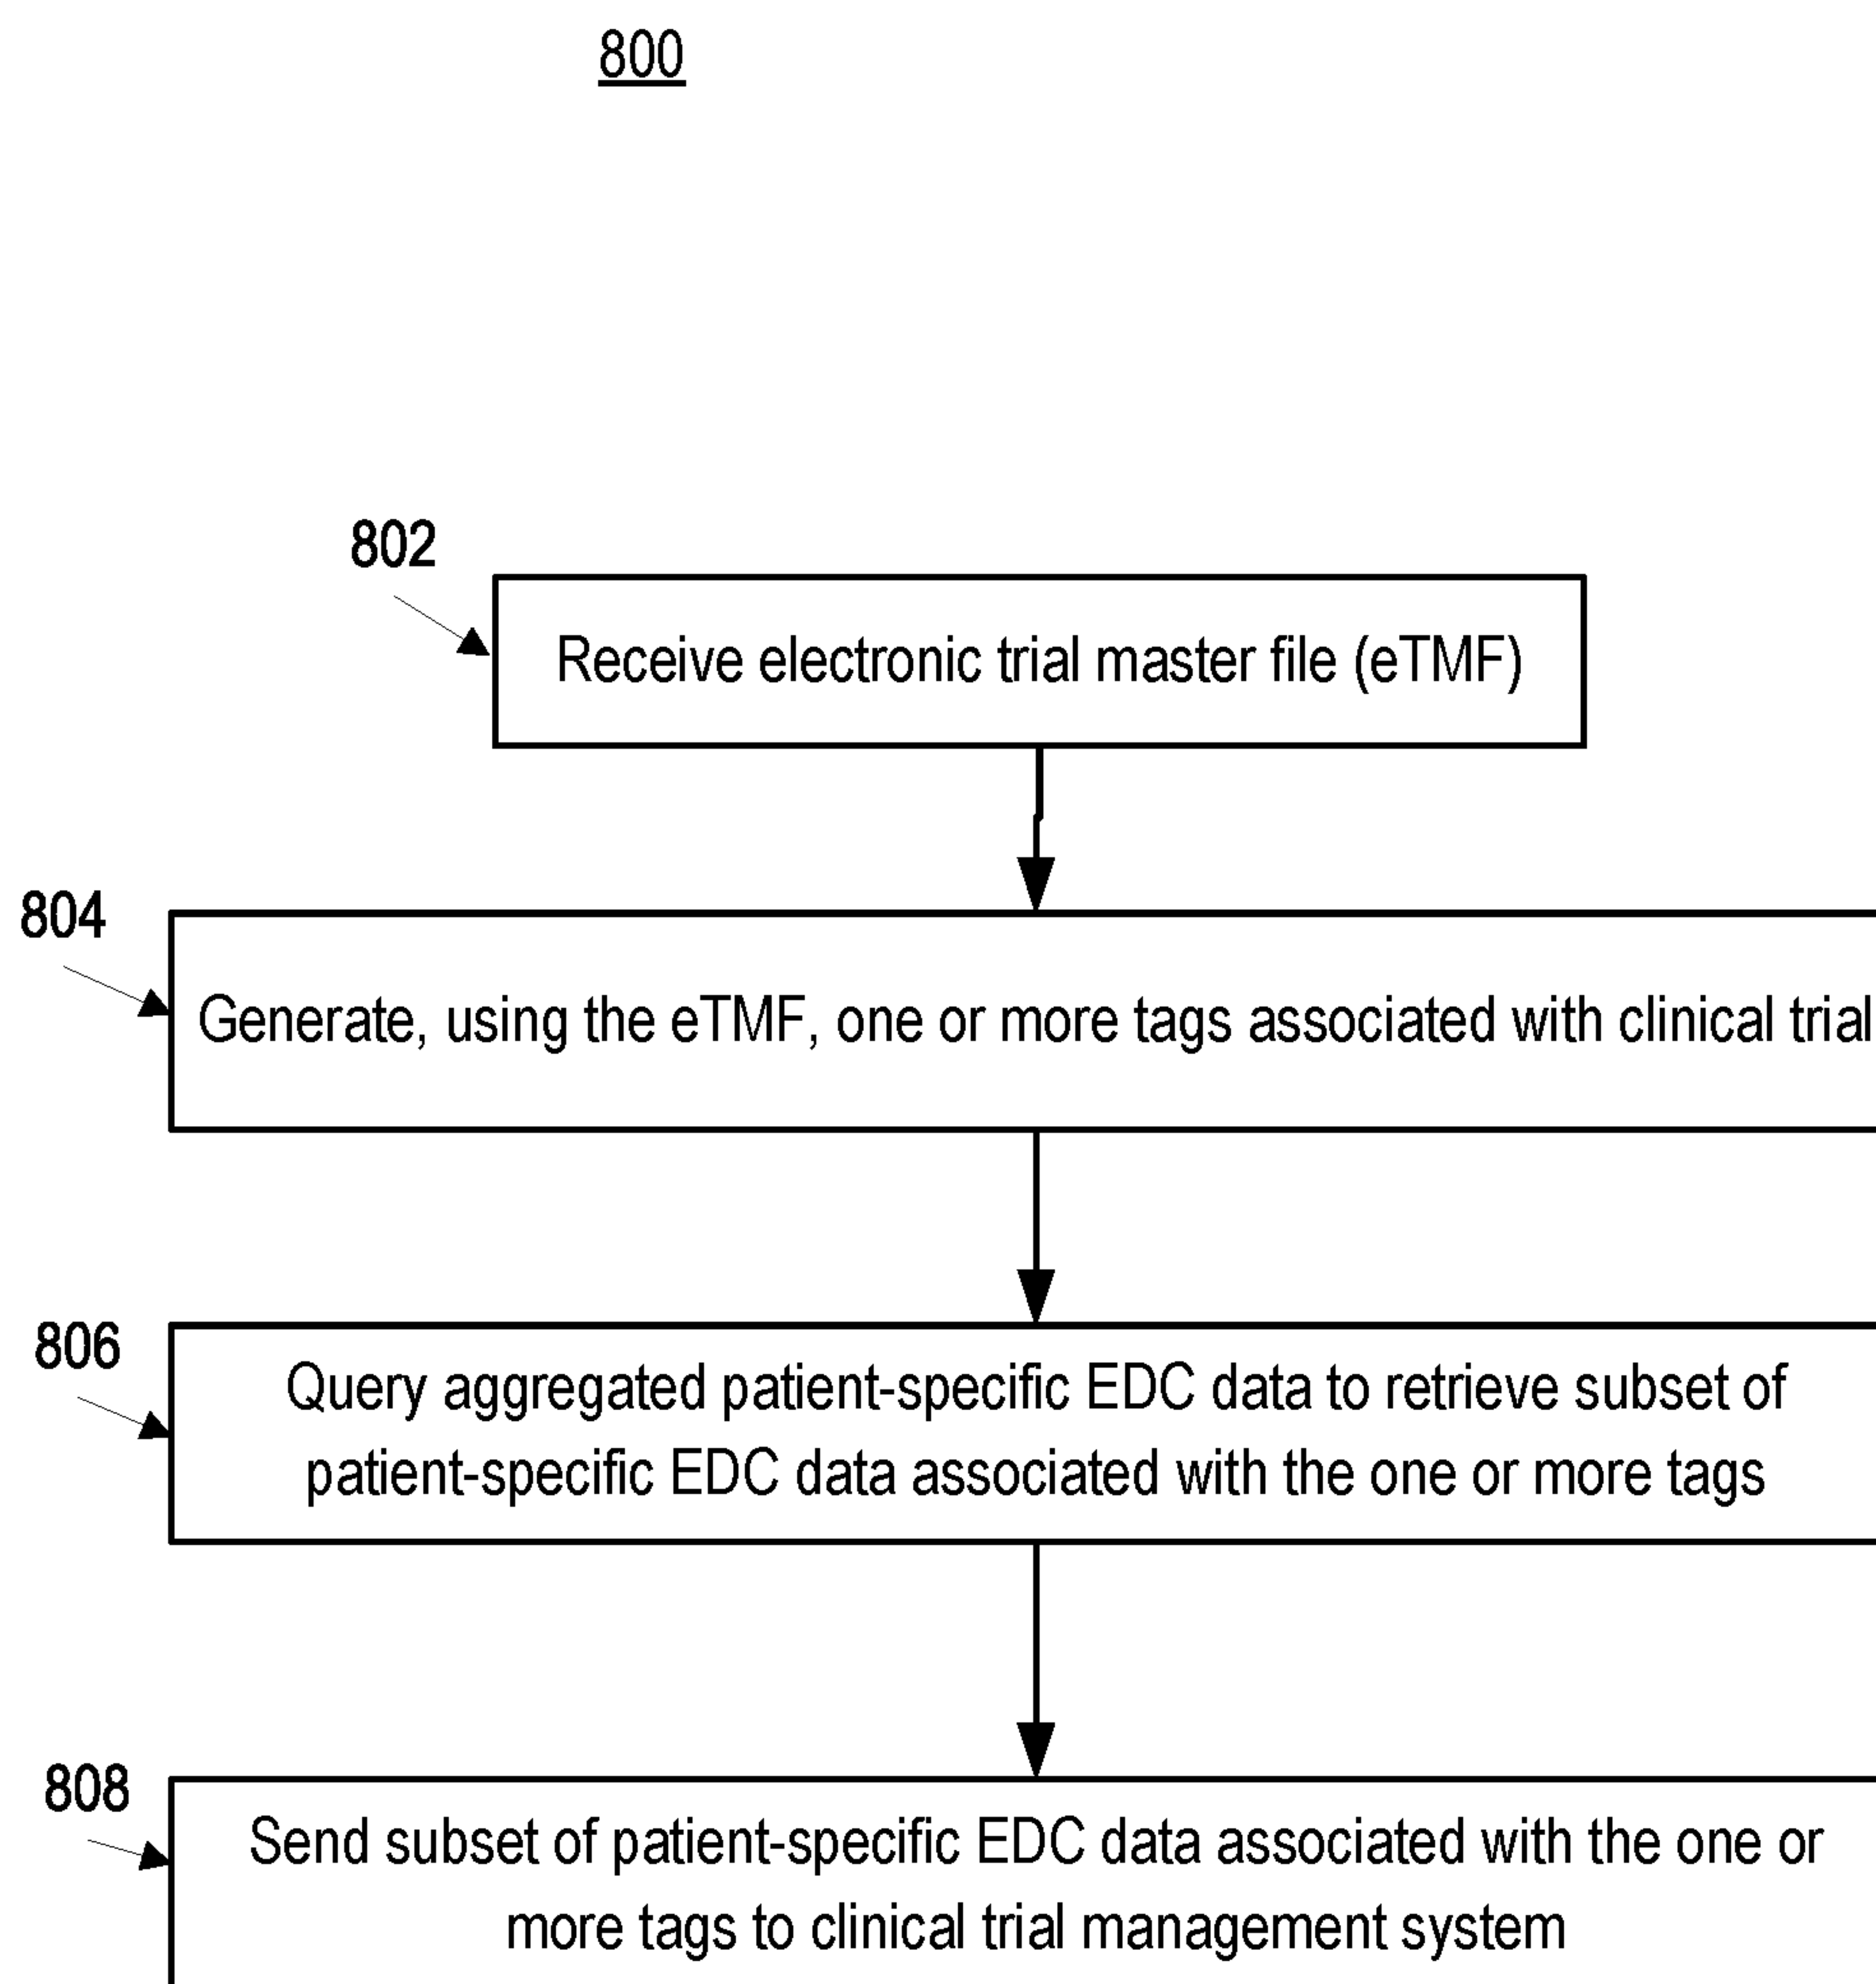 800
802
Receive electronic trial master file (eTMF)
804
Generate, using the eTMF, one or more tags associated with clinical trial
806
Query aggregated patient-specific EDC data to retrieve subset of
patient-specific EDC data associated with the one or more tags
808
Send subset of patient-specific EDC data associated with the one or
more tags to clinical trial management system